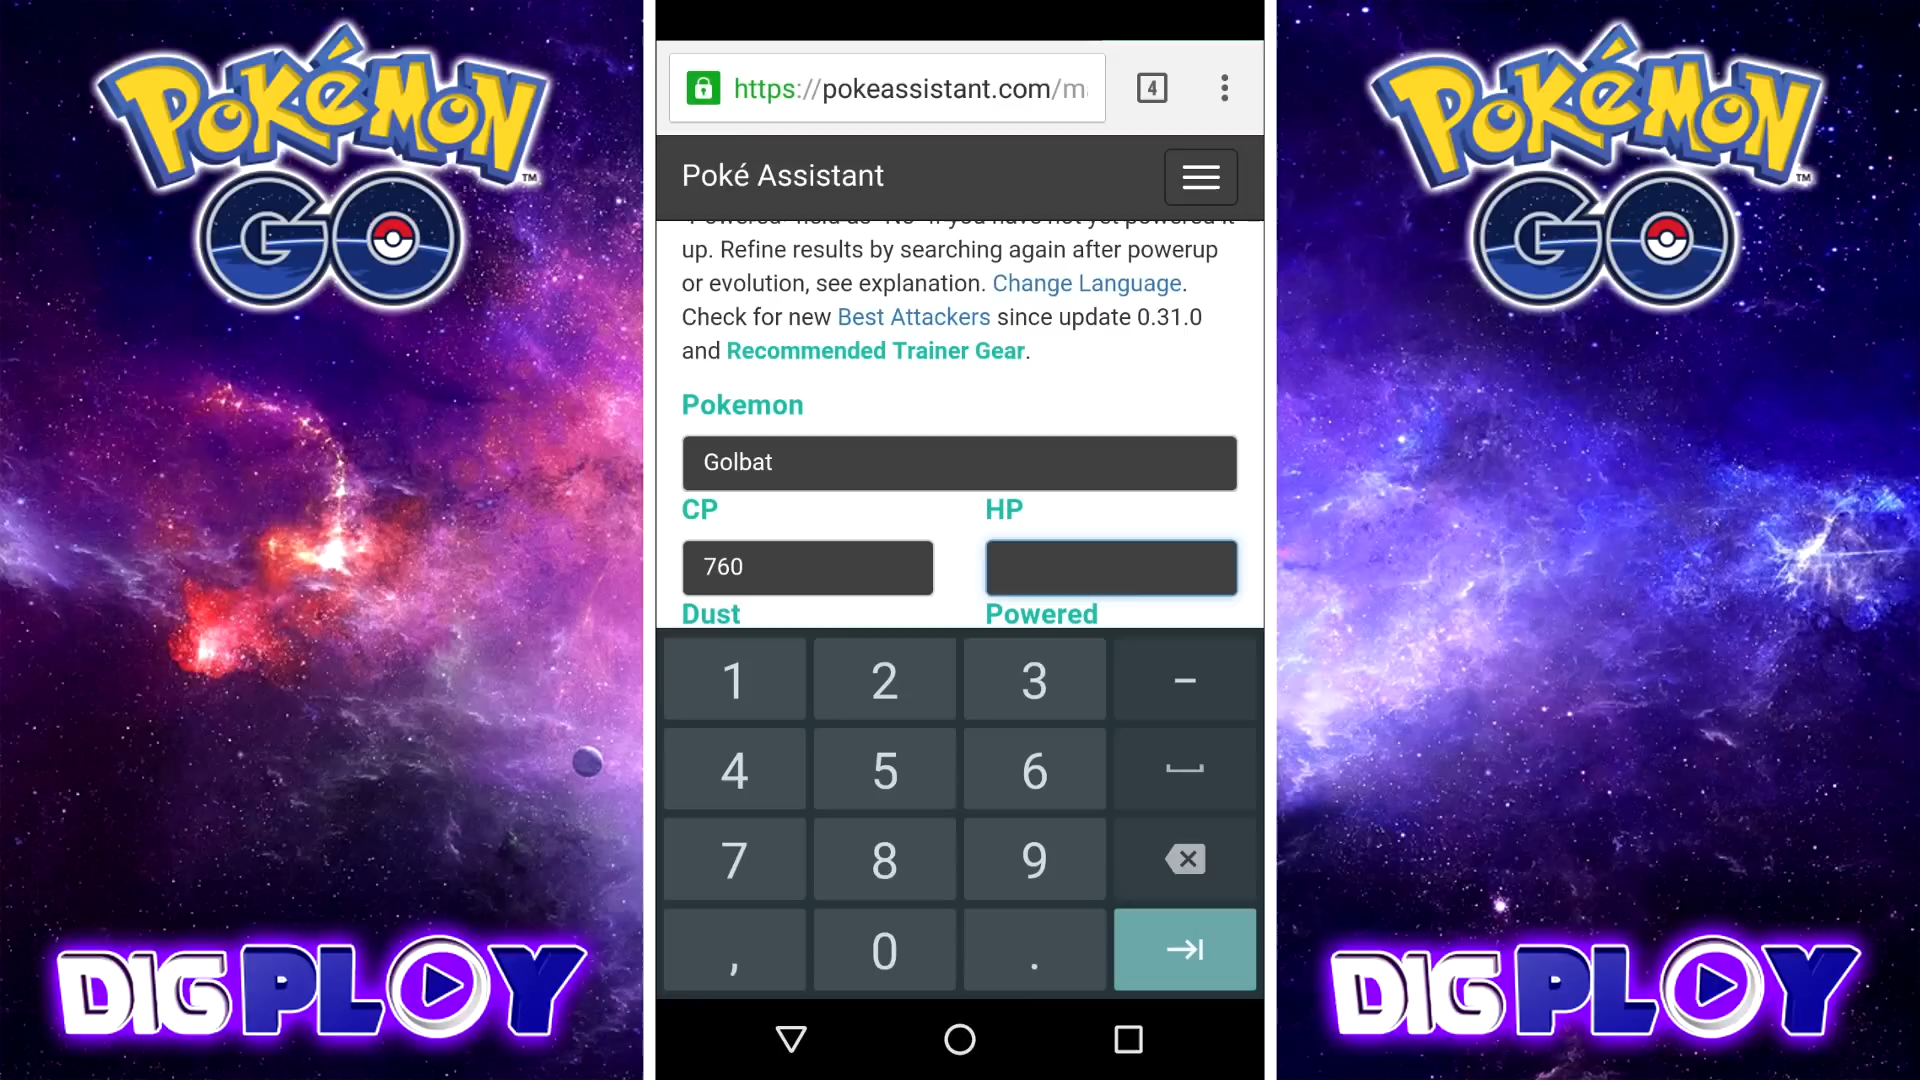 POKÉMON
TM
GO
DIGPLOY
https://pokeassistant.com/m
4
Poké Assistant
up. Refine results by searching again after powerup
or evolution, see explanation. Change Language.
Check for new Best Attackers since update 0.31.0
and Recommended Trainer Gear.
Pokemon
Golbat
CP HP
760
Dust Powered
1 2 3 -
4 5 6
7 8 9
, 0 .
POKÉMON
TM
GO
DIGPLOY